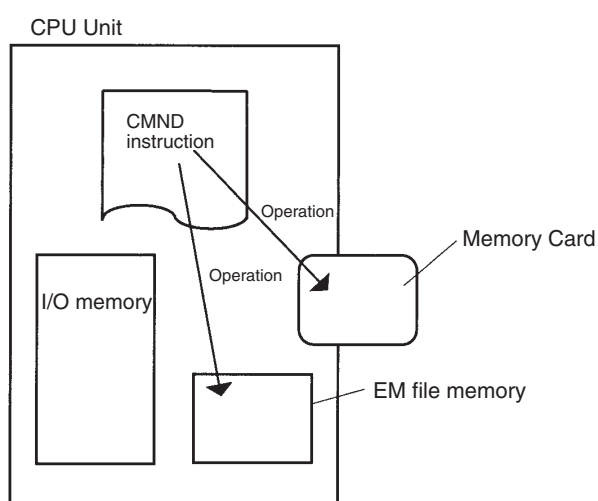 CPU Unit
CMND
instruction
Operation
Memory Card
Operation
I/O memory
EM file memory